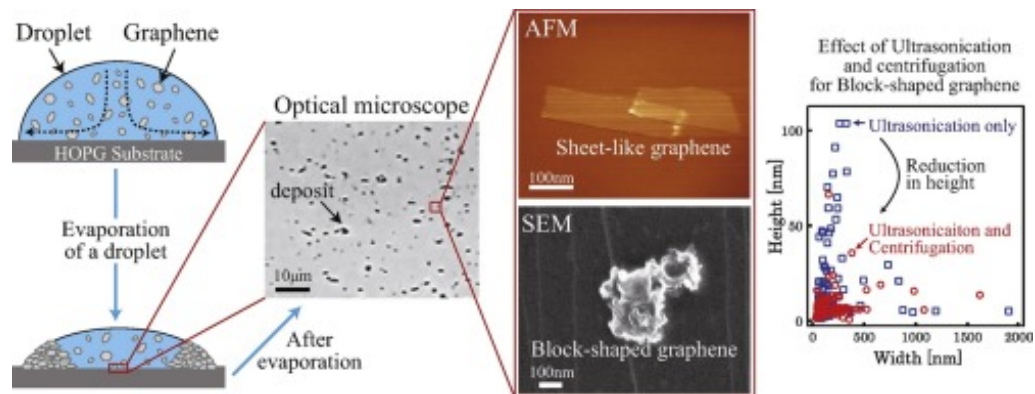 Droplet
Graphene
HOPG Substrate
Evaporation
of a droplet
After
evaporation
Optical microscope
deposit
10μm
AFM
Sheet-like graphene
100nm
SEM
Block-shaped graphene
100nm
Effect of Ultrasonication
and centrifugation
for Block-shaped graphene
Ultrasonication only
Reduction
in height
Ultrasonicaiton and
Centrifugation
Height [nm]
100
50
0
0
500
1000
1500
2000
Width [nm]